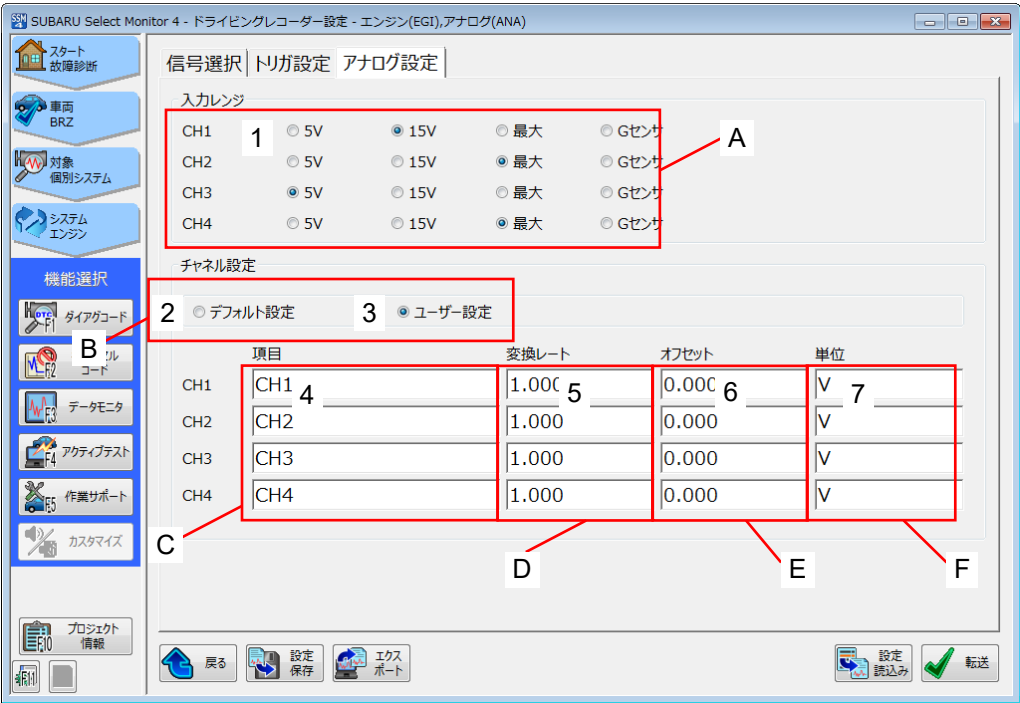 SSM 4 SUBARU Select Monitor 4 - ドライビングレコーダー設定 - エンジン(EGI),アナログ(ANA)
スタート
故障診断
車両
BRZ
対象
個別システム
システム
エンジン
機能選択
DTC F1 ダイアグコード
F2 ル
コード
F3 データモニタ
F4 アクティブテスト
F5 作業サポート
カスタマイズ
F10 プロジェクト
情報
F11
信号選択 トリガ設定 アナログ設定
入力レンジ
CH1 1 5V 15V 最大 Gセンサ A
CH2 5V 15V 最大 Gセンサ
CH3 5V 15V 最大 Gセンサ
CH4 5V 15V 最大 Gセンサ
チャネル設定
2 デフォルト設定 3 ユーザー設定
B
項目 変換レート オフセット 単位
CH1 CH1 4 1.000 5 0.000 6 V 7
CH2 CH2 1.000 0.000 V
CH3 CH3 1.000 0.000 V
CH4 CH4 1.000 0.000 V
C D E F
戻る
設定
保存
エクス
ポート
設定
読込み
転送